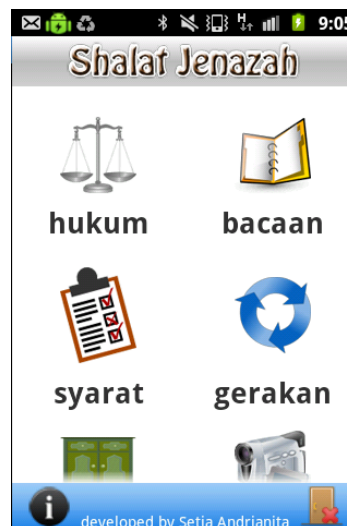 9:05
Shalat Jenazah
hukum
bacaan
syarat
gerakan
developed by Setia Andrianita